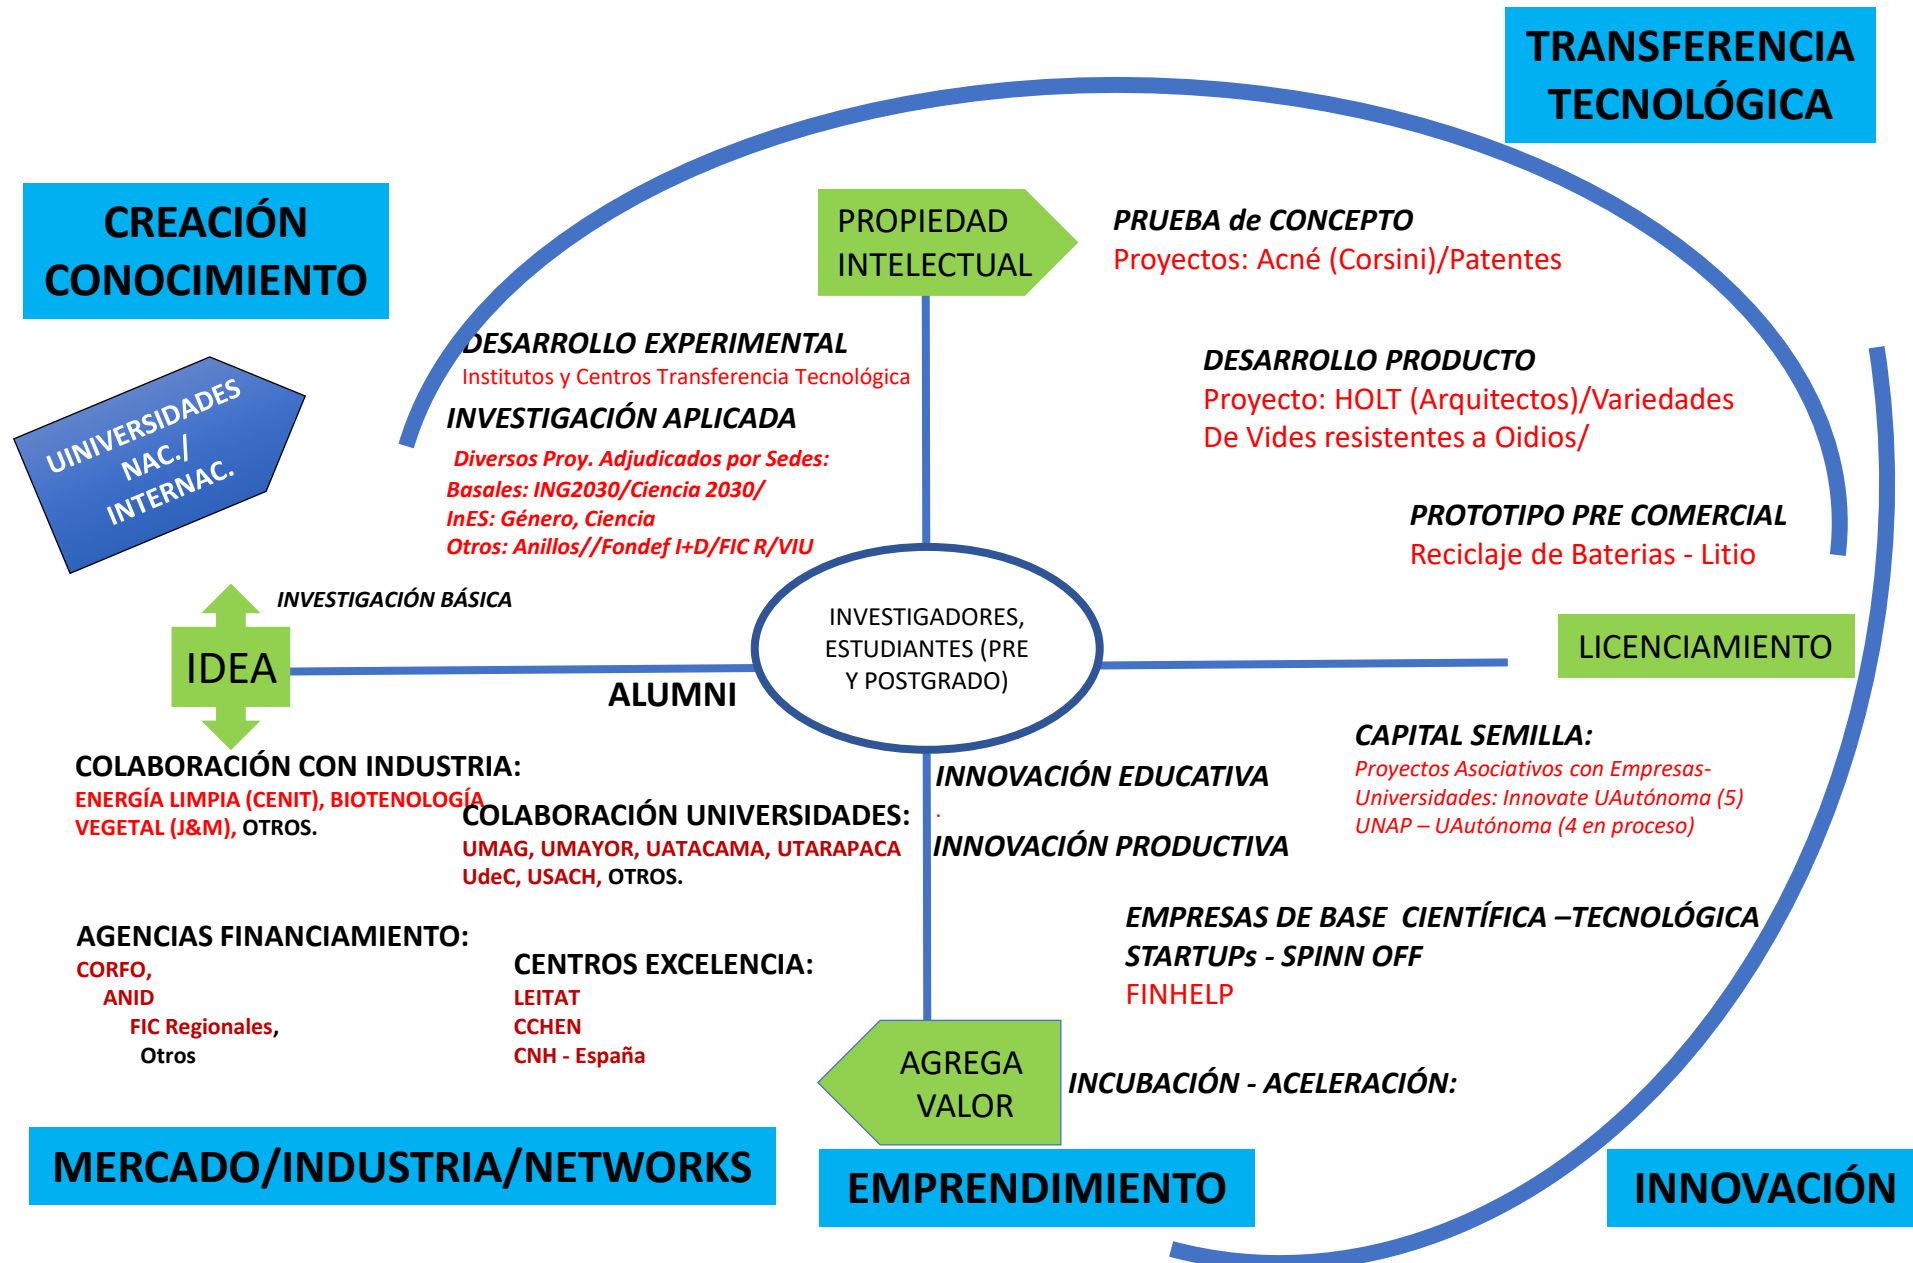 TRANSFERENCIA
TECNOLÓGICA
CREACIÓN
CONOCIMIENTO
PROPIEDAD
INTELECTUAL
PRUEBA de CONCEPTO
Proyectos: Acné (Corsini)/Patentes
DESARROLLO EXPERIMENTAL
Institutos y Centros Transferencia Tecnológica
DESARROLLO PRODUCTO
Proyecto: HOLT (Arquitectos)/Variedades
De Vides resistentes a Oidios/
UINIVERSIDADES
NAC./
INTERNAC.
INVESTIGACIÓN APLICADA
Diversos Proy. Adjudicados por Sedes:
Basales: ING2030/Ciencia 2030/
InES: Género, Ciencia
Otros: Anillos//Fondef I+D/FIC R/VIU
PROTOTIPO PRE COMERCIAL
Reciclaje de Baterias - Litio
INVESTIGACIÓN BÁSICA
IDEA
INVESTIGADORES,
ESTUDIANTES (PRE
Y POSTGRADO)
LICENCIAMIENTO
ALUMNI
COLABORACIÓN CON INDUSTRIA:
ENERGÍA LIMPIA (CENIT), BIOTENOLOGÍA
VEGETAL (J&M), OTROS.
COLABORACIÓN UNIVERSIDADES:
UMAG, UMAYOR, UATACAMA, UTARAPACA
UdeC, USACH, OTROS.
INNOVACIÓN EDUCATIVA
.
INNOVACIÓN PRODUCTIVA
CAPITAL SEMILLA:
Proyectos Asociativos con Empresas-
Universidades: Innovate UAutónoma (5)
UNAP – UAutónoma (4 en proceso)
AGENCIAS FINANCIAMIENTO:
CORFO,
ANID
FIC Regionales,
Otros
CENTROS EXCELENCIA:
LEITAT
CCHEN
CNH - España
EMPRESAS DE BASE  CIENTÍFICA –TECNOLÓGICA
STARTUPs - SPINN OFF
FINHELP
AGREGA
VALOR
INCUBACIÓN - ACELERACIÓN:
MERCADO/INDUSTRIA/NETWORKS
EMPRENDIMIENTO
INNOVACIÓN